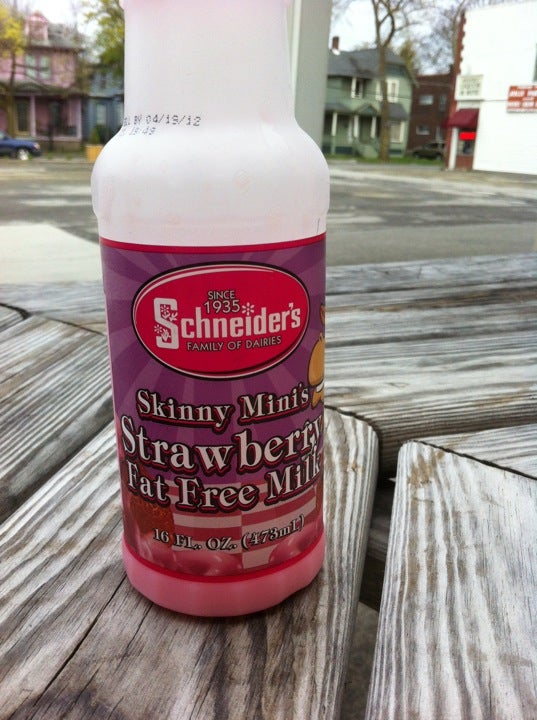 BY 04/19/12
SINCE
1935
Schneider's
FAMILY OF DAIRIES
Skinny Mini's
Strawberry
Fat Free Milk
16 FL. OZ. (473mL)